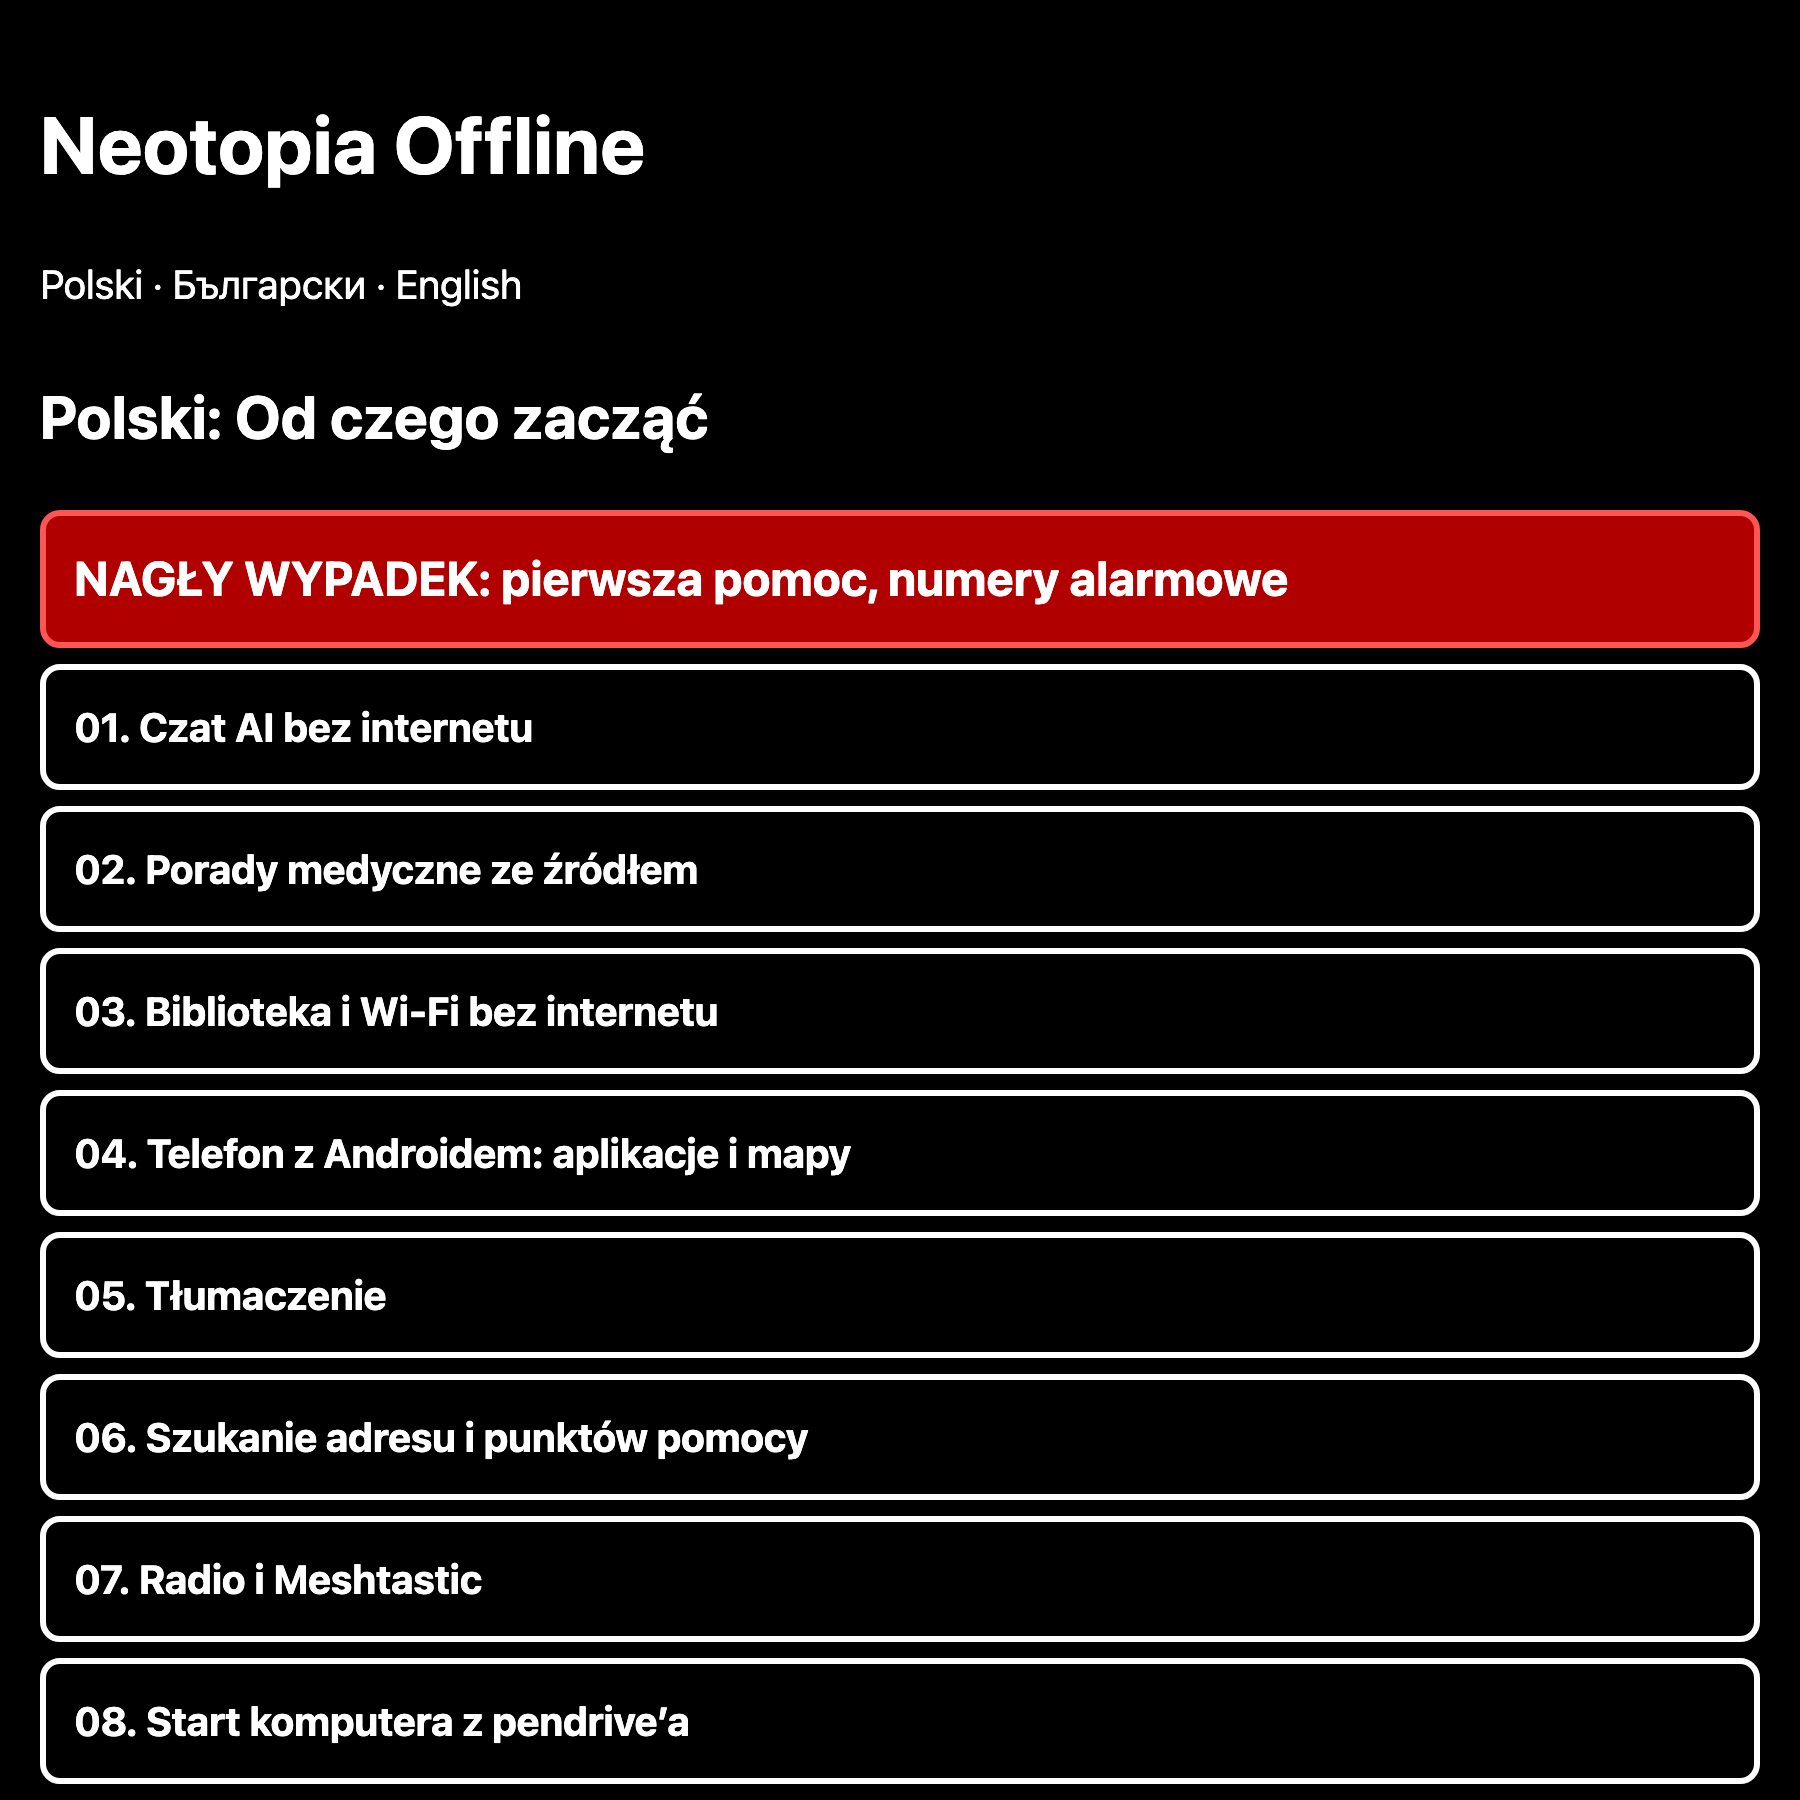 Neotopia Offline
Polski · Български · English
Polski: Od czego zacząć
NAGŁY WYPADEK: pierwsza pomoc, numery alarmowe
01. Czat AI bez internetu
02. Porady medyczne ze źródłem
03. Biblioteka i Wi-Fi bez internetu
04. Telefon z Androidem: aplikacje i mapy
05. Tłumaczenie
06. Szukanie adresu i punktów pomocy
07. Radio i Meshtastic
08. Start komputera z pendrive’a